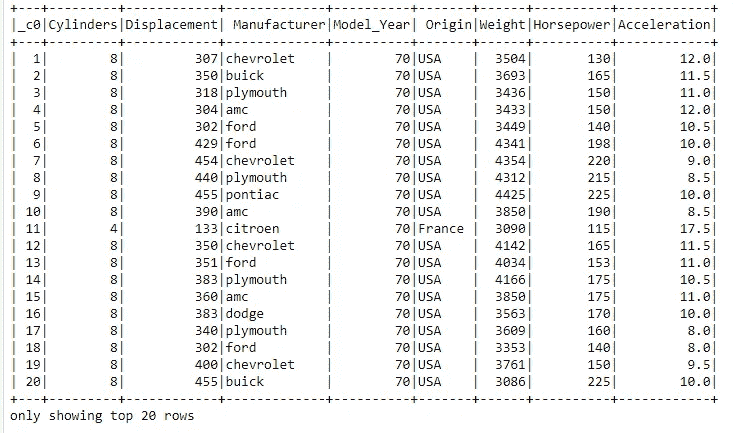 +---+---------+------------+-------------+----------+-------+------+----------+------------+
|_c0|Cylinders|Displacement| Manufacturer|Model_Year| Origin|Weight|Horsepower|Acceleration|
+---+---------+------------+-------------+----------+-------+------+----------+------------+
| 1| 8| 307|chevrolet | 70|USA | 3504| 130| 12.0|
| 2| 8| 350|buick | 70|USA | 3693| 165| 11.5|
| 3| 8| 318|plymouth | 70|USA | 3436| 150| 11.0|
| 4| 8| 304|amc | 70|USA | 3433| 150| 12.0|
| 5| 8| 302|ford | 70|USA | 3449| 140| 10.5|
| 6| 8| 429|ford | 70|USA | 4341| 198| 10.0|
| 7| 8| 454|chevrolet | 70|USA | 4354| 220| 9.0|
| 8| 8| 440|plymouth | 70|USA | 4312| 215| 8.5|
| 9| 8| 455|pontiac | 70|USA | 4425| 225| 10.0|
| 10| 8| 390|amc | 70|USA | 3850| 190| 8.5|
| 11| 4| 133|citroen | 70|France | 3090| 115| 17.5|
| 12| 8| 350|chevrolet | 70|USA | 4142| 165| 11.5|
| 13| 8| 351|ford | 70|USA | 4034| 153| 11.0|
| 14| 8| 383|plymouth | 70|USA | 4166| 175| 10.5|
| 15| 8| 360|amc | 70|USA | 3850| 175| 11.0|
| 16| 8| 383|dodge | 70|USA | 3563| 170| 10.0|
| 17| 8| 340|plymouth | 70|USA | 3609| 160| 8.0|
| 18| 8| 302|ford | 70|USA | 3353| 140| 8.0|
| 19| 8| 400|chevrolet | 70|USA | 3761| 150| 9.5|
| 20| 8| 455|buick | 70|USA | 3086| 225| 10.0|
+---+---------+------------+-------------+----------+-------+------+----------+------------+
only showing top 20 rows